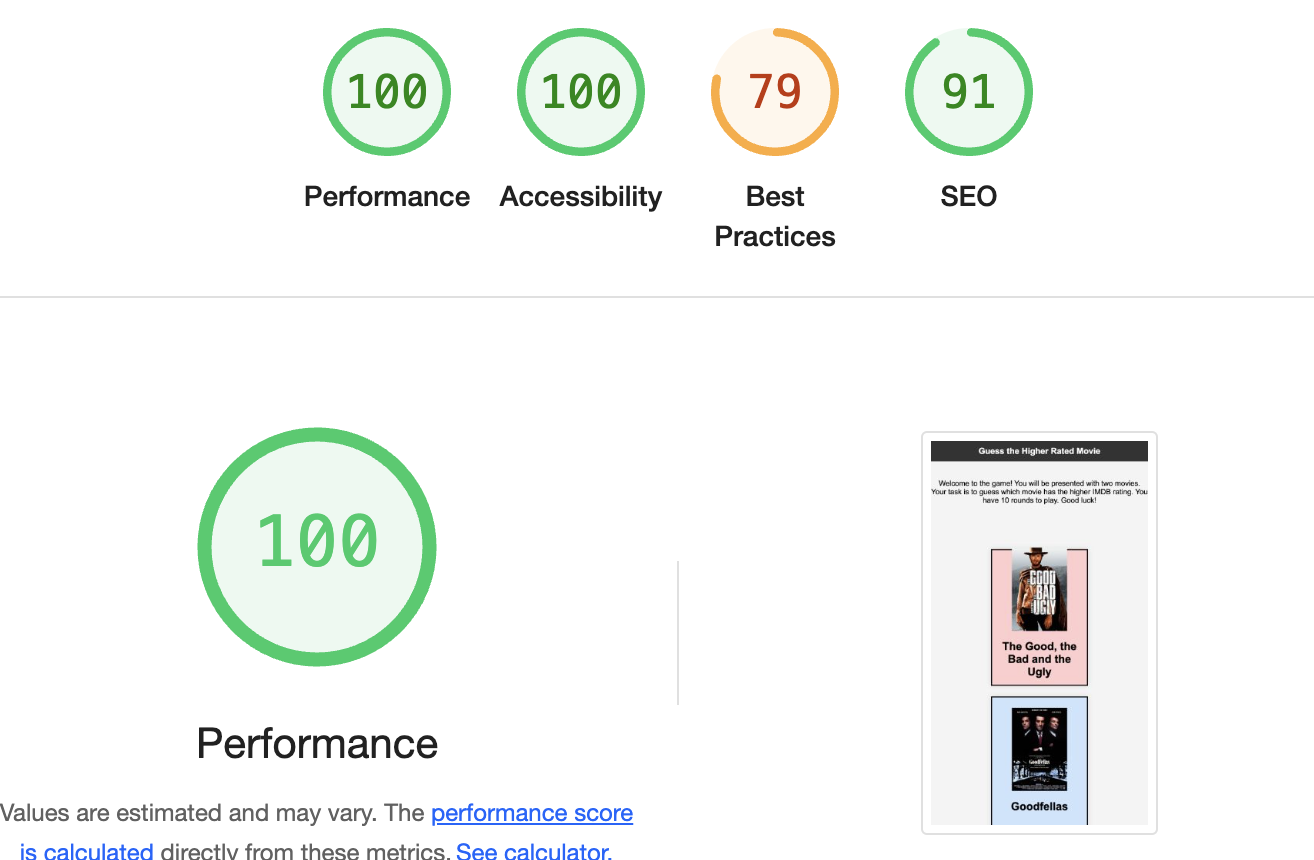 100
100
79
91
Performance
Accessibility
Best
Practices
SEO
100
Performance
Values are estimated and may vary. The performance score
is calculated directly from these metrics. See calculator.
Guess the Higher Rated Movie
Welcome to the game! You will be presented with two movies.
Your task is to guess which movie has the higher IMDB rating. You
have 10 rounds to play. Good luck!
GOOD
BAD
UGLY
The Good, the
Bad and the
Ugly
GoodFellas
Goodfellas